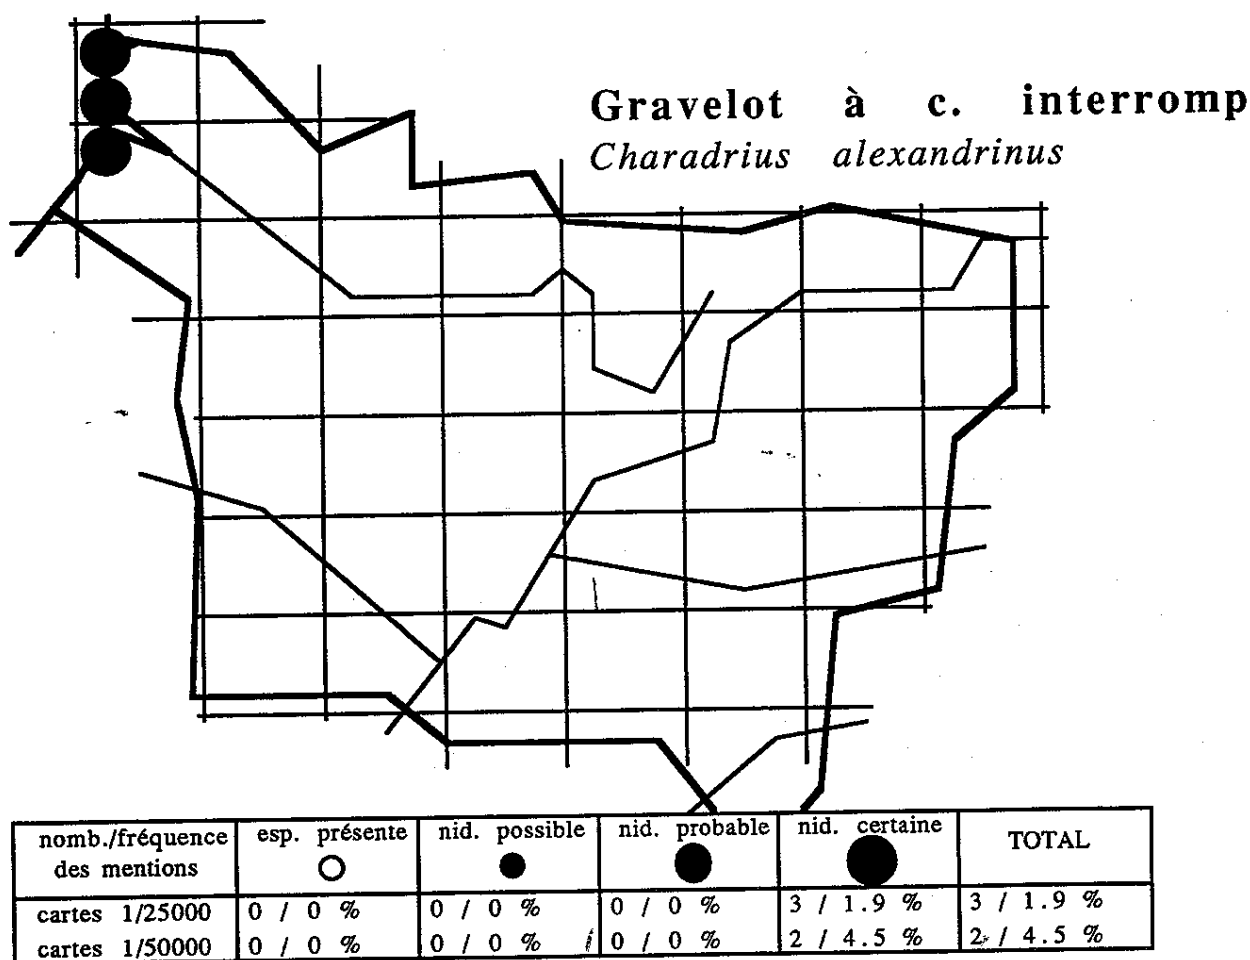 Gravelot à c. interromp
Charadrius alexandrinus
nomb./fréquence des mentions esp. présente nid. possible nid. probable nid. certaine TOTAL
cartes 1/25000 0 / 0 % 0 / 0 % 0 / 0 % 3 / 1.9 % 3 / 1.9 %
cartes 1/50000 0 / 0 % 0 / 0 % 0 / 0 % 2 / 4.5 % 2 / 4.5 %